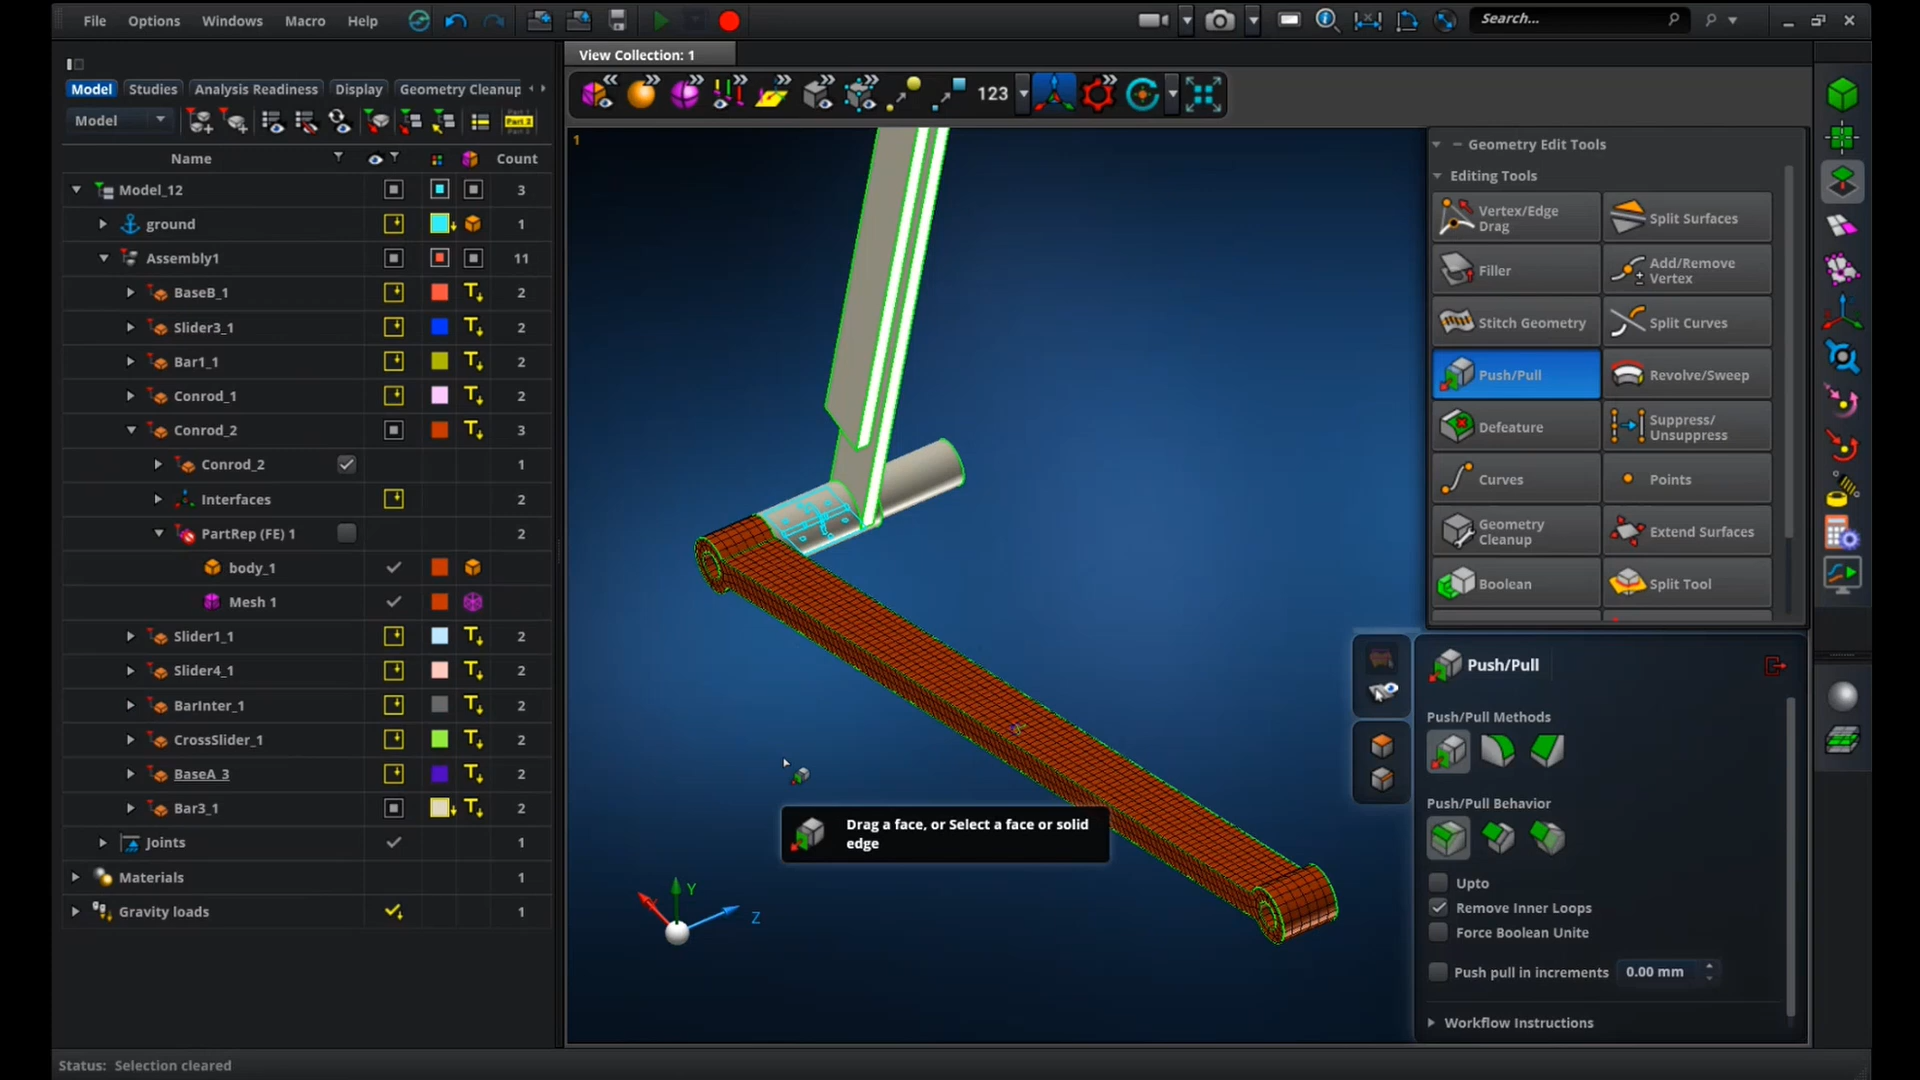 File Options Windows Macro Help Search...
View Collection: 1
Model Studies Analysis Readiness Display Geometry Cleanup
Model
123
Name Count
1
Model_12 3
ground 1
Assembly1 11
BaseB_1 2
Slider3_1 2
Bar1_1 2
Conrod_1 2
Conrod_2 3
Conrod_2 1
Interfaces 2
PartRep (FE) 1 2
body_1
Mesh 1
Slider1_1 2
Slider4_1 2
BarInter_1 2
CrossSlider_1 2
BaseA_3 2
Bar3_1 2
Joints 1
Materials 1
Gravity loads 1
Drag a face, or Select a face or solid
edge
Y
Z
Geometry Edit Tools
Editing Tools
Vertex/Edge
Drag
Split Surfaces
Filler
Add/Remove
Vertex
Stitch Geometry
Split Curves
Push/Pull
Revolve/Sweep
Defeature
Suppress/
Unsuppress
Curves
Points
Geometry
Cleanup
Extend Surfaces
Boolean
Split Tool
Push/Pull
Push/Pull Methods
Push/Pull Behavior
Upto
Remove Inner Loops
Force Boolean Unite
Push pull in increments 0.00 mm
Workflow Instructions
Status: Selection cleared